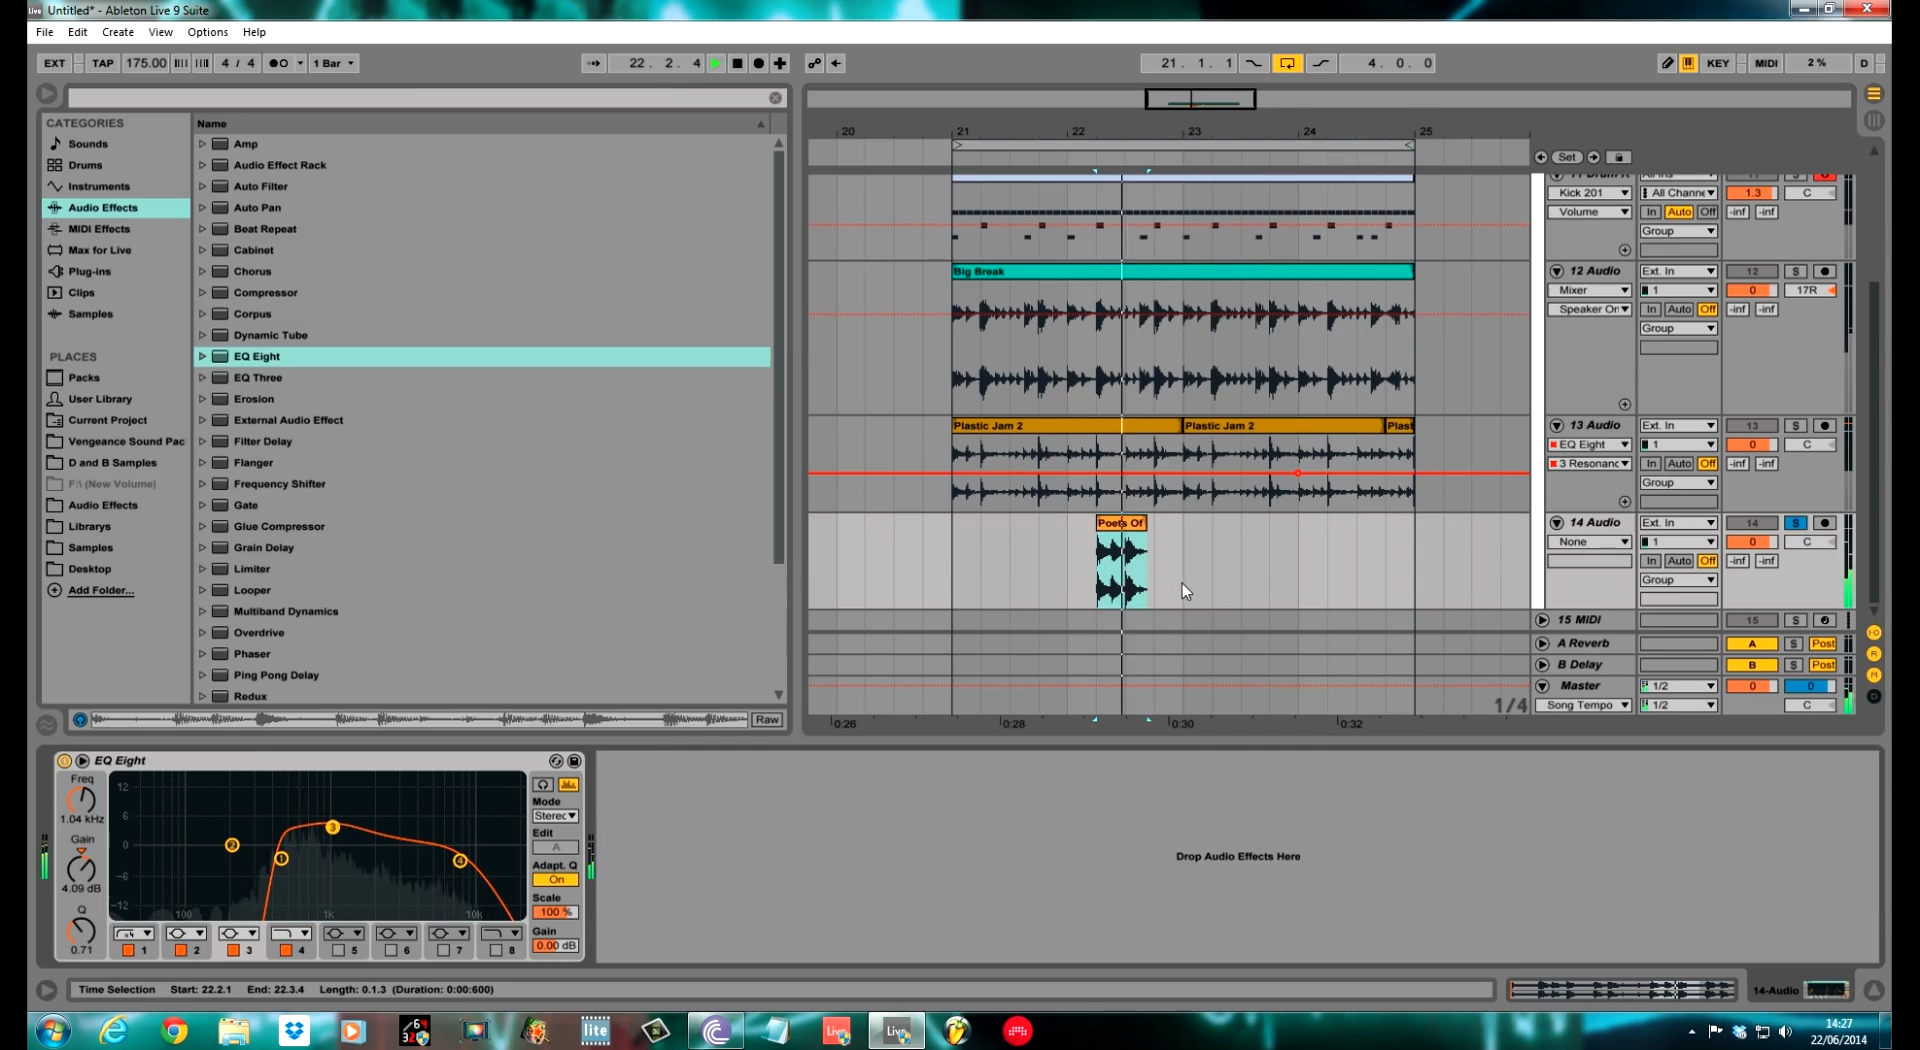 Live Untitled* - Ableton Live 9 Suite
File Edit Create View Options Help
EXT TAP 175.00 4 / 4 1 Bar 22 . 2 . 4 21 . 1 . 1 4 . 0 . 0 KEY MIDI 2 % D
CATEGORIES
Sounds
Drums
Instruments
Audio Effects
MIDI Effects
Max for Live
Plug-ins
Clips
Samples
PLACES
Packs
User Library
Current Project
Vengeance Sound Pac
D and B Samples
F:\ (New Volume)
Audio Effects
Librarys
Samples
Desktop
Add Folder...
Name
Amp
Audio Effect Rack
Auto Filter
Auto Pan
Beat Repeat
Cabinet
Chorus
Compressor
Corpus
Dynamic Tube
EQ Eight
EQ Three
Erosion
External Audio Effect
Filter Delay
Flanger
Frequency Shifter
Gate
Glue Compressor
Grain Delay
Limiter
Looper
Multiband Dynamics
Overdrive
Phaser
Ping Pong Delay
Redux
Raw
20 21 22 23 24 25
Set
Kick 201 All Channe 1.3 C
Volume In Auto Off -inf -inf
Group
Big Break
12 Audio Ext. In 12 S
Mixer 1 0 17R
Speaker On In Auto Off -inf -inf
Group
Plastic Jam 2 Plastic Jam 2 Plast
13 Audio Ext. In 13 S
EQ Eight 1 0 C
3 Resonanc In Auto Off -inf -inf
Group
Poets Of
14 Audio Ext. In 14 S
None 1 0 C
In Auto Off -inf -inf
Group
15 MIDI 15 S
A Reverb A S Post
B Delay B S Post
Master 1/2 0 0
1/4 Song Tempo 1/2 C
0:26 0:28 0:30 0:32
EQ Eight
Freq
1.04 kHz
Gain
4.09 dB
Q
0.71
12
6
0
-6
-12
100 1k 10k
1 2 3 4
1 2 3 4 5 6 7 8
Mode
Stereo
Edit
A
Adapt. Q
On
Scale
100 %
Gain
0.00 dB
Drop Audio Effects Here
Time Selection Start: 22.2.1 End: 22.3.4 Length: 0.1.3 (Duration: 0:00:600)
14-Audio
64
32
lite
Live
Live
14:27
22/06/2014